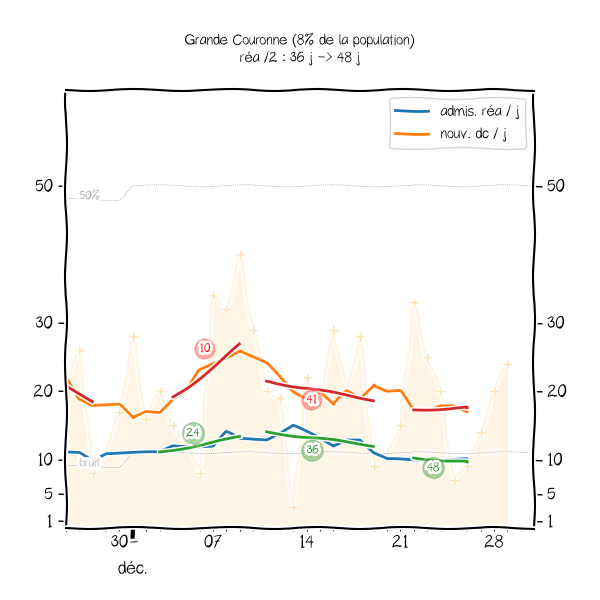 Grande Couronne (8% de la population)
réa /2 : 36 j -> 48 j
admis. réa / j
nouv. dc / j
50 50
50%
30 30
10
20 20
41
24
36
10 10
bruit
48
5 5
1 1
30 07 14 21 28
déc.